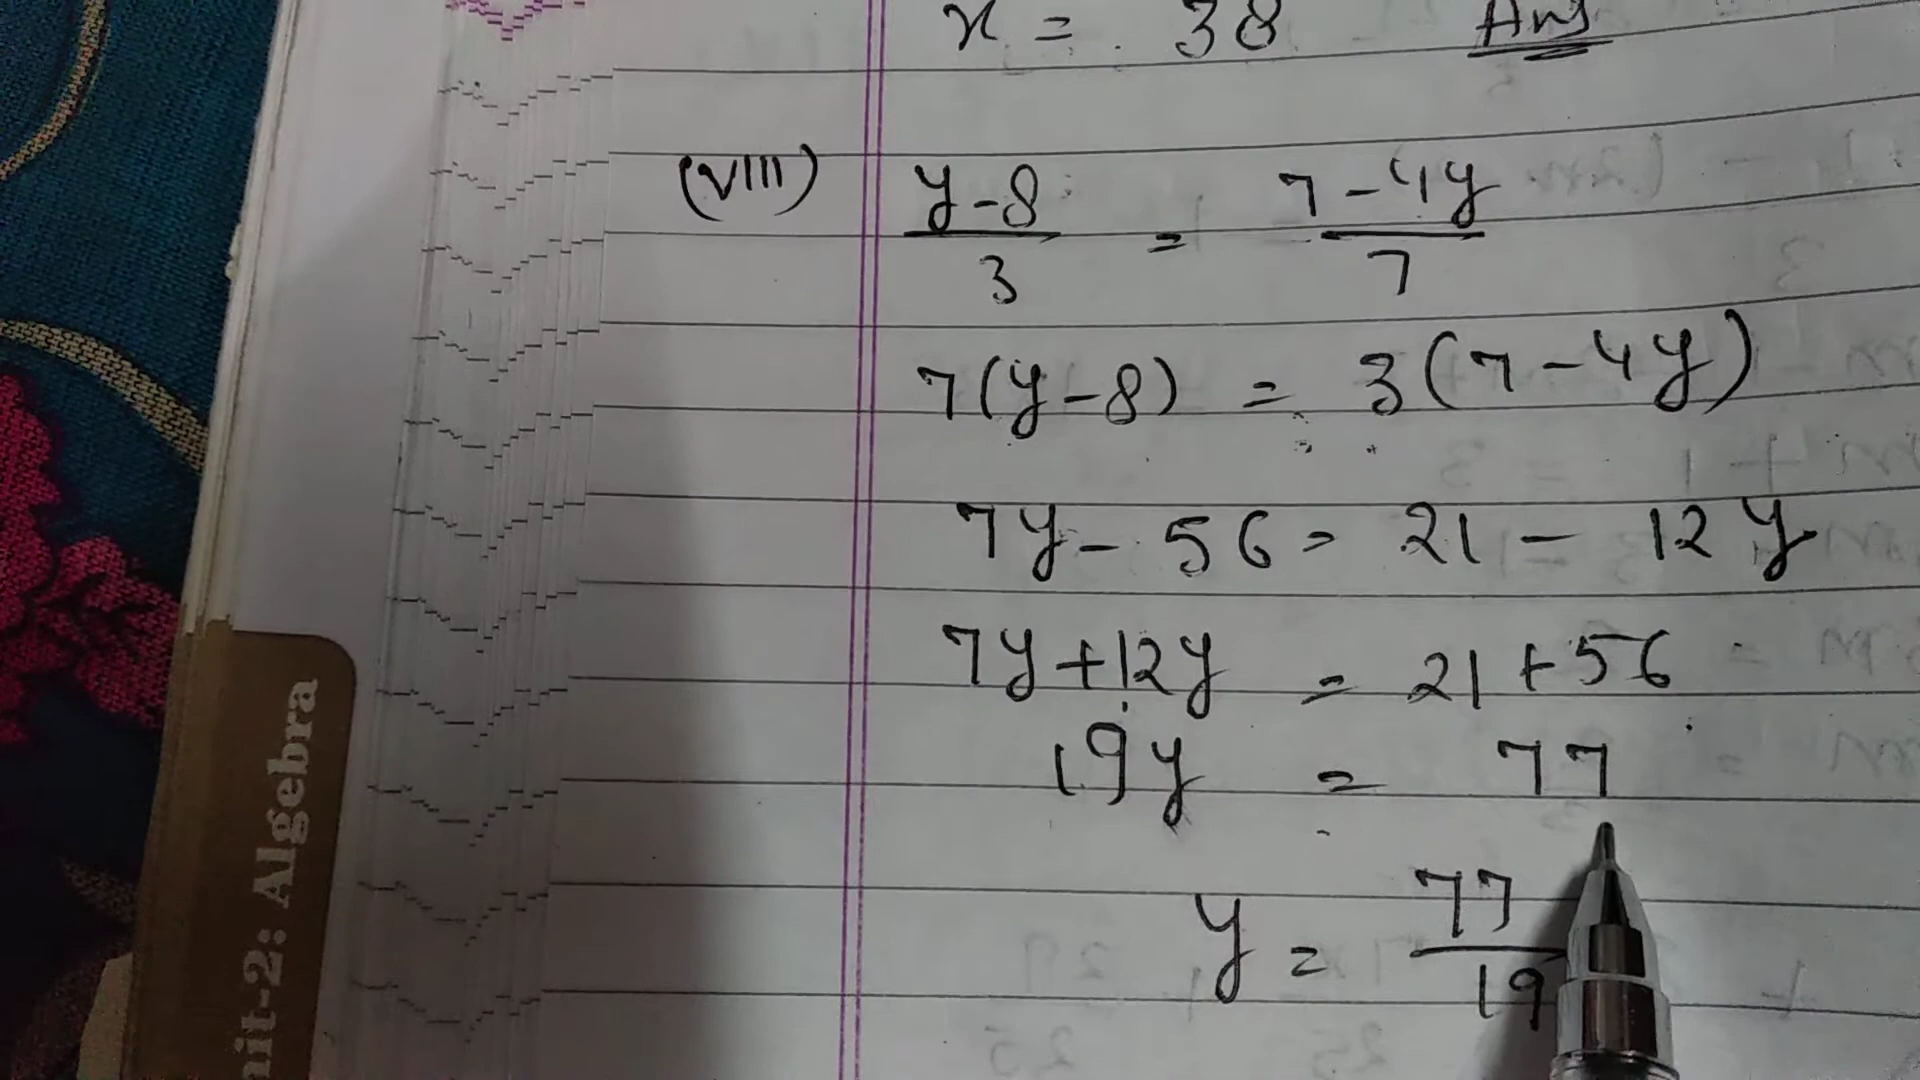 x = 38 Ans
(VIII) y-8/3 = 7-4y/7
7(y-8) = 3(7-4y)
7y - 56 = 21 - 12y
7y+12y = 21+56
19y = 77
y = 77/19
nit-2: Algebra